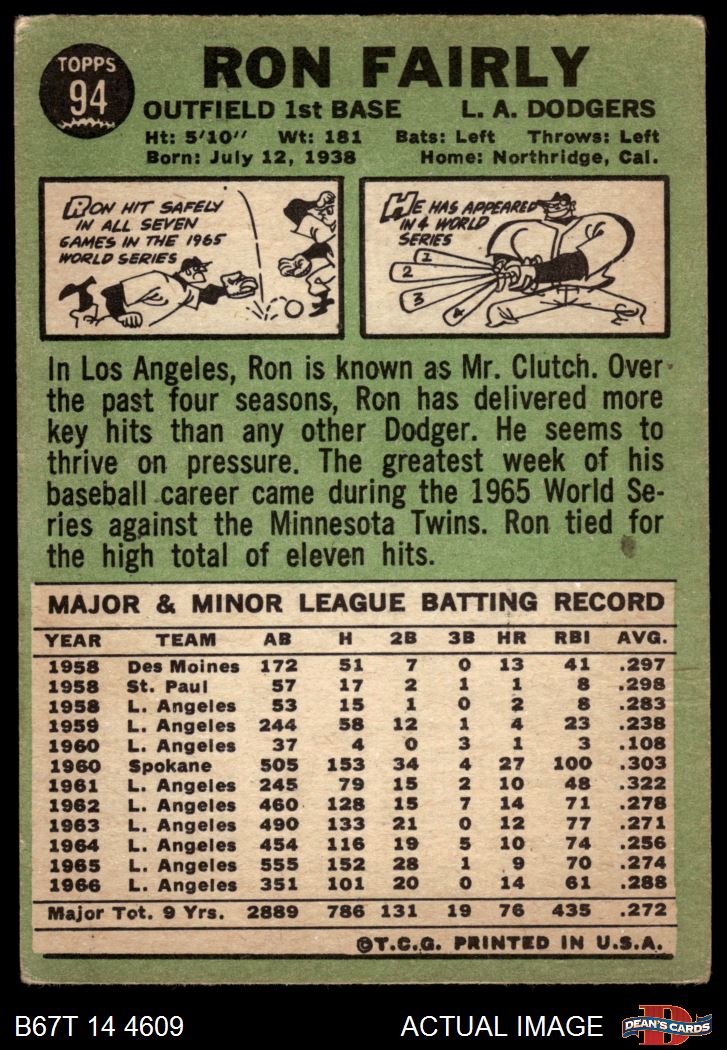 TOPPS
94
RON FAIRLY
OUTFIELD 1st BASE L. A. DODGERS
Ht: 5'10" Wt: 181 Bats: Left Throws: Left
Born: July 12, 1938 Home: Northridge, Cal.
RON HIT SAFELY
IN ALL SEVEN
GAMES IN THE 1965
WORLD SERIES
HE HAS APPEARED
IN 4 WORLD
SERIES
1
2
3
4
In Los Angeles, Ron is known as Mr. Clutch. Over
the past four seasons, Ron has delivered more
key hits than any other Dodger. He seems to
thrive on pressure. The greatest week of his
baseball career came during the 1965 World Se-
ries against the Minnesota Twins. Ron tied for
the high total of eleven hits.
MAJOR & MINOR LEAGUE BATTING RECORD
YEAR TEAM AB H 2B 3B HR RBI AVG.
1958 Des Moines 172 51 7 0 13 41 .297
1958 St. Paul 57 17 2 1 1 8 .298
1958 L. Angeles 53 15 1 0 2 8 .283
1959 L. Angeles 244 58 12 1 4 23 .238
1960 L. Angeles 37 4 0 3 1 3 .108
1960 Spokane 505 153 34 4 27 100 .303
1961 L. Angeles 245 79 15 2 10 48 .322
1962 L. Angeles 460 128 15 7 14 71 .278
1963 L. Angeles 490 133 21 0 12 77 .271
1964 L. Angeles 454 116 19 5 10 74 .256
1965 L. Angeles 555 152 28 1 9 70 .274
1966 L. Angeles 351 101 20 0 14 61 .288
Major Tot. 9 Yrs. 2889 786 131 19 76 435 .272
©T.C.G. PRINTED IN U.S.A.
B67T 14 4609 ACTUAL IMAGE
D
DEAN'S CARDS